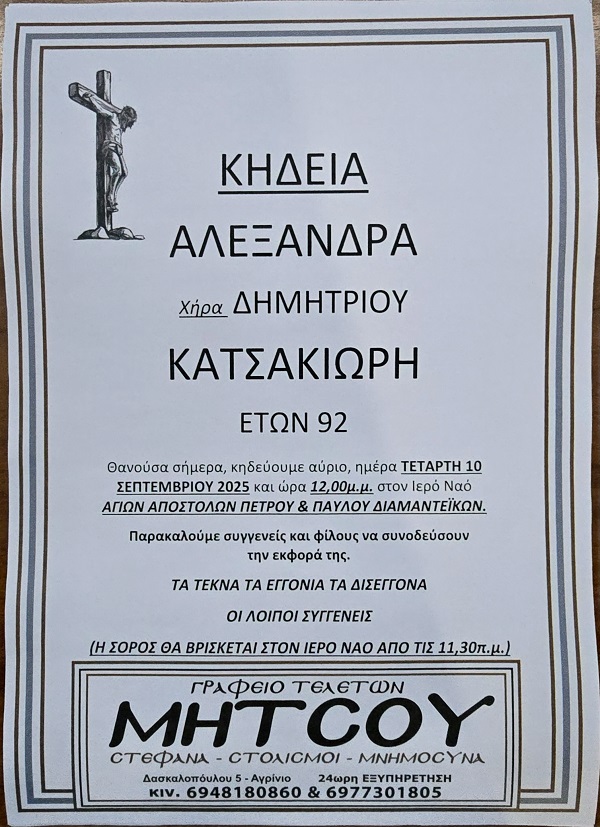 ΚΗΔΕΙΑ
ΑΛΕΞΑΝΔΡΑ
Χήρα ΔΗΜΗΤΡΙΟΥ
ΚΑΤΣΑΚΙΩΡΗ
ΕΤΩΝ 92
Θανούσα σήμερα, κηδεύουμε αύριο, ημέρα ΤΕΤΑΡΤΗ 10
ΣΕΠΤΕΜΒΡΙΟΥ 2025 και ώρα 12,00μ.μ. στον Ιερό Ναό
ΑΓΙΩΝ ΑΠΟΣΤΟΛΩΝ ΠΕΤΡΟΥ & ΠΑΥΛΟΥ ΔΙΑΜΑΝΤΕΪΚΩΝ.
Παρακαλούμε συγγενείς και φίλους να συνοδεύσουν
την εκφορά της.
ΤΑ ΤΕΚΝΑ ΤΑ ΕΓΓΟΝΙΑ ΤΑ ΔΙΣΕΓΓΟΝΑ
ΟΙ ΛΟΙΠΟΙ ΣΥΓΓΕΝΕΙΣ
(Η ΣΟΡΟΣ ΘΑ ΒΡΙΣΚΕΤΑΙ ΣΤΟΝ ΙΕΡΟ ΝΑΟ ΑΠΟ ΤΙΣ 11,30π.μ.)
ΓΡΑΦΕΙΟ ΤΕΛΕΤΩΝ
ΜΗΤΣΟΥ
ΣΤΕΦΑΝΑ - ΣΤΟΛΙΣΜΟΙ - ΜΝΗΜΟΣΥΝΑ
Δασκαλοπούλου 5 - Αγρίνιο 24ωρη ΕΞΥΠΗΡΕΤΗΣΗ
ΚΙV. 6948180860 & 6977301805